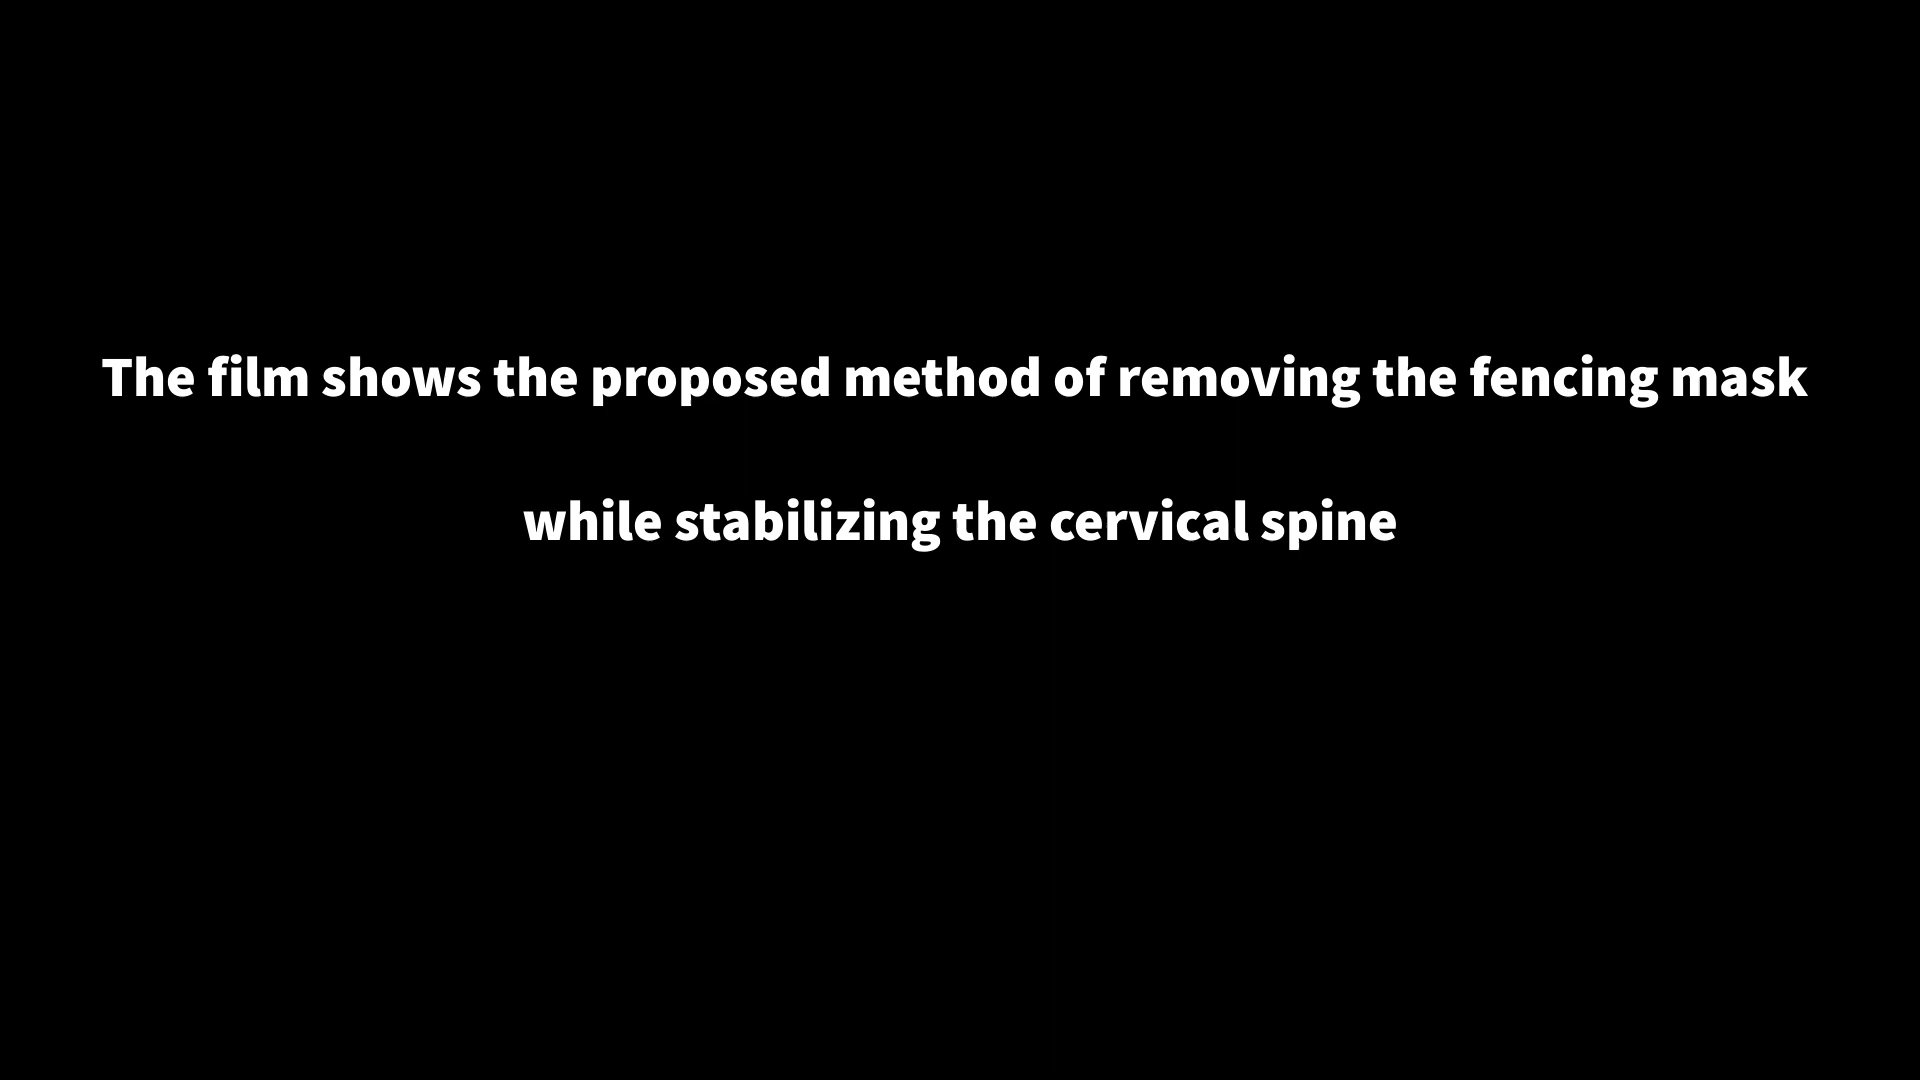 The film shows the proposed method of removing the fencing mask
while stabilizing the cervical spine